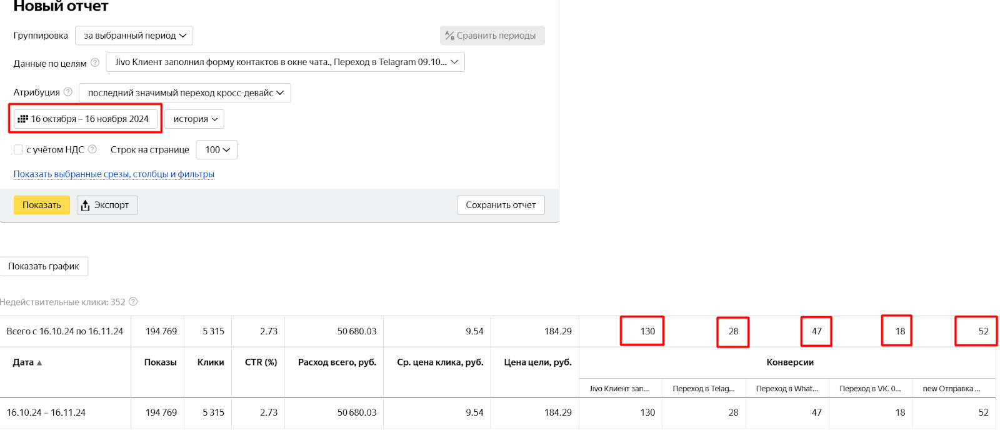 Новый отчет
Группировка за выбранный период Сравнить периоды
Данные по целям Jivo Клиент заполнил форму контактов в окне чата., Переход в Telagram 09.10...
Атрибуция последний значимый переход кросс-девайс
16 октября – 16 ноября 2024 история
с учётом НДС Строк на странице 100
Показать выбранные срезы, столбцы и фильтры
Показать Экспорт Сохранить отчет
Показать график
Недействительные клики: 352
Всего с 16.10.24 по 16.11.24 194 769 5 315 2.73 50 680.03 9.54 184.29 130 28 47 18 52
Дата ▲ Показы Клики CTR (%) Расход всего, руб. Ср. цена клика, руб. Цена цели, руб. Конверсии
Jivo Клиент зап... Переход в Telag... Переход в What... Переход в VK. 0... new Отправка ...
16.10.24 – 16.11.24 194 769 5 315 2.73 50 680.03 9.54 184.29 130 28 47 18 52